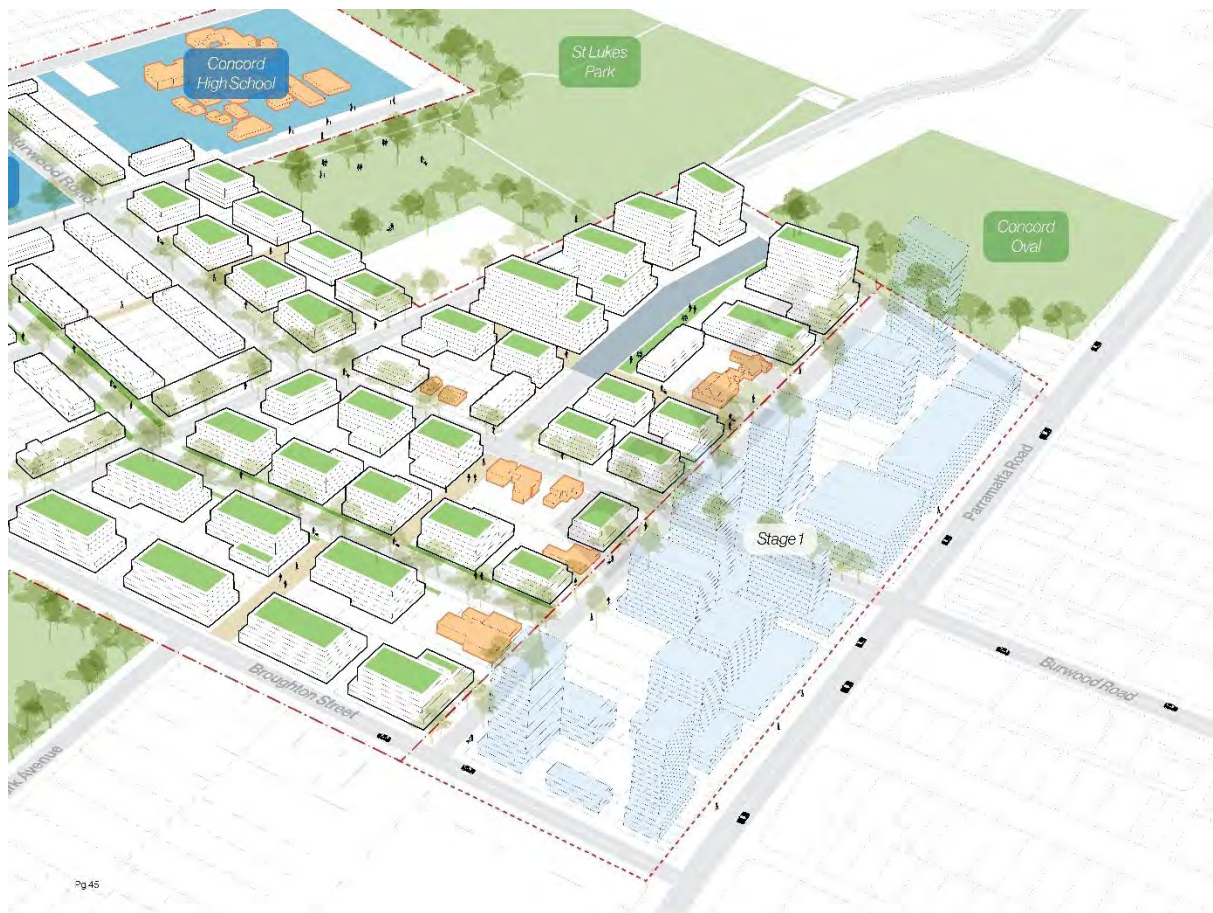 Concord
High School
St Lukes
Park
Burwood Road
Concord
Oval
Parramatta Road
Stage 1
Burwood Road
Broughton Street
Avenue
Pg 45